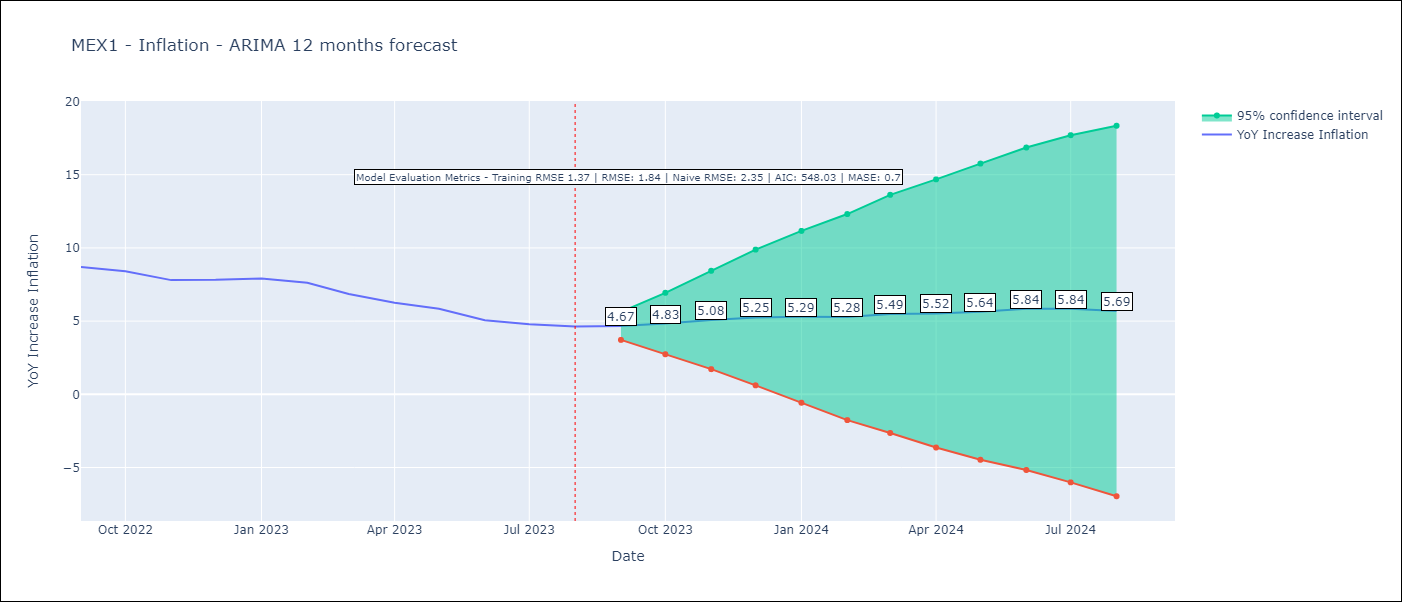 MEX1 - Inflation - ARIMA 12 months forecast
95% confidence interval
YoY Increase Inflation
Model Evaluation Metrics - Training RMSE 1.37 | RMSE: 1.84 | Naive RMSE: 2.35 | AIC: 548.03 | MASE: 0.7
YoY Increase Inflation
20
15
10
5
0
−5
4.67 4.83 5.08 5.25 5.29 5.28 5.49 5.52 5.64 5.84 5.84 5.69
Oct 2022 Jan 2023 Apr 2023 Jul 2023 Oct 2023 Jan 2024 Apr 2024 Jul 2024
Date